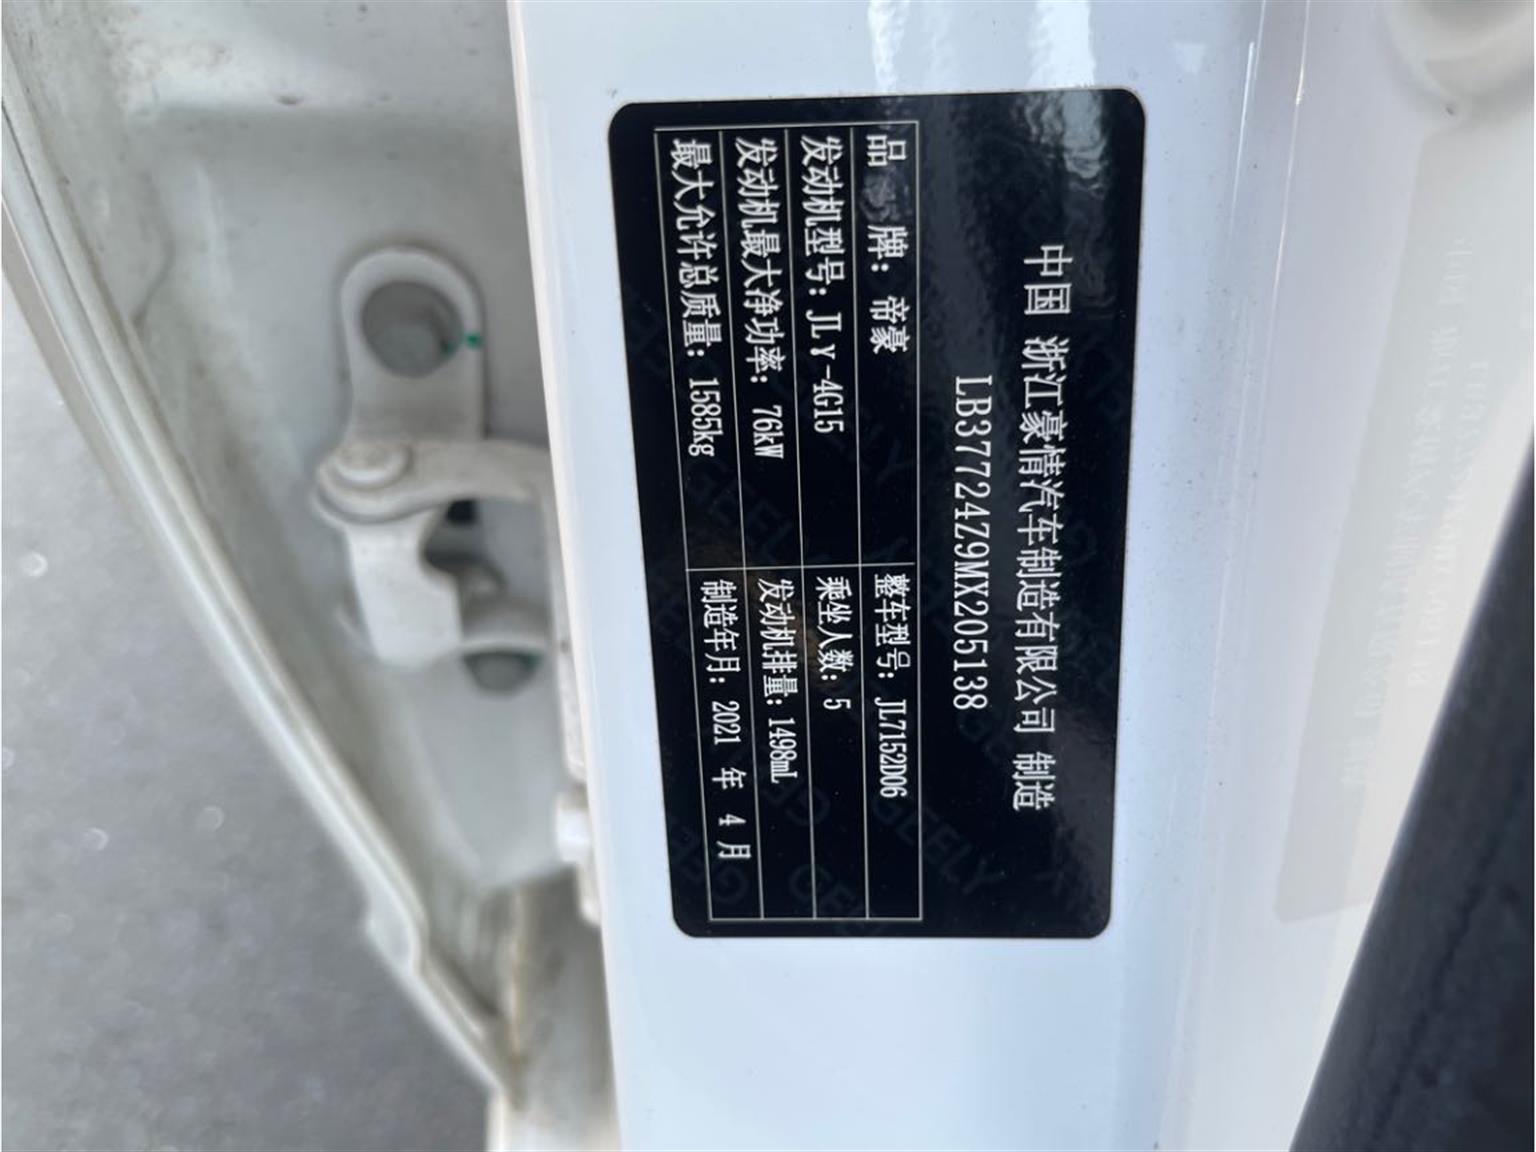 中国 浙江豪情汽车制造有限公司 制造
LB37724Z9MX205138
品 牌：帝豪 整车型号：JL7152D06
发动机型号：JLγ-4G15 乘坐人数：5
发动机最大净功率：76kW 发动机排量：1498mL
最大允许总质量：1585kg 制造年月：2021 年 4 月
GEELY
GEELY
GEELY